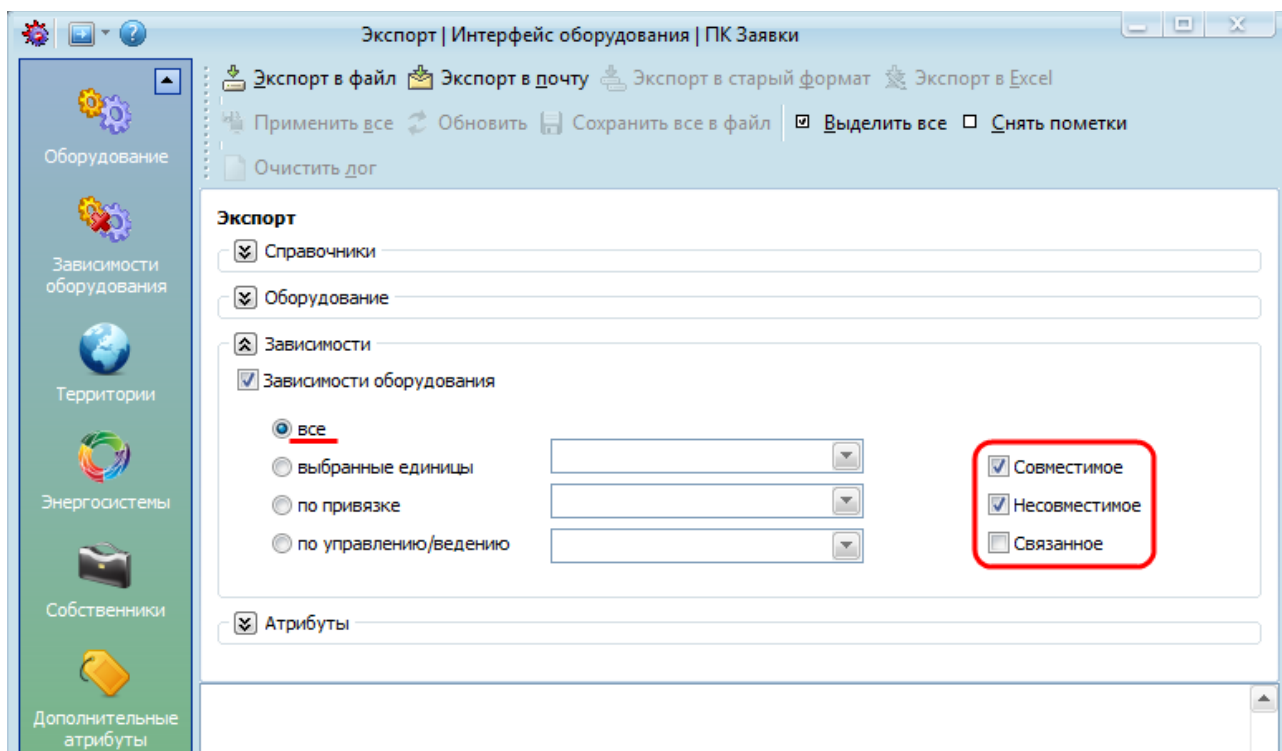 Экспорт | Интерфейс оборудования | ПК Заявки
Экспорт в файл Экспорт в почту Экспорт в старый формат Экспорт в Excel
Применить все Обновить Сохранить все в файл Выделить все Снять пометки
Очистить лог
Оборудование
Зависимости
оборудования
Территории
Энергосистемы
Собственники
Дополнительные
атрибуты
Экспорт
Справочники
Оборудование
Зависимости
Зависимости оборудования
все
выбранные единицы
по привязке
по управлению/ведению
Совместимое
Несовместимое
Связанное
Атрибуты